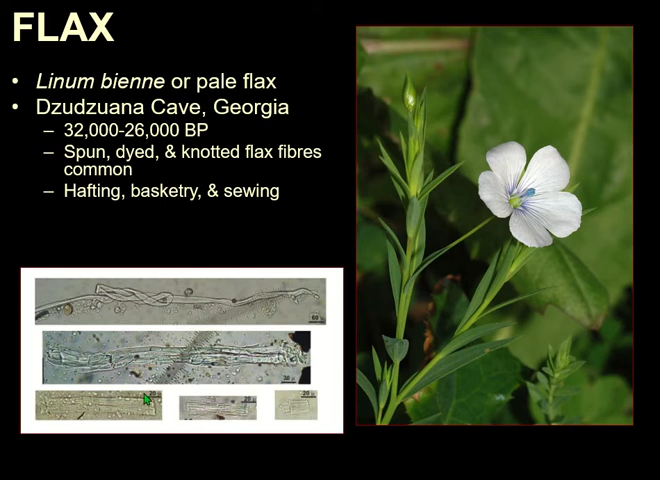 FLAX
• Linum bienne or pale flax
• Dzudzuana Cave, Georgia
– 32,000-26,000 BP
– Spun, dyed, & knotted flax fibres
common
– Hafting, basketry, & sewing